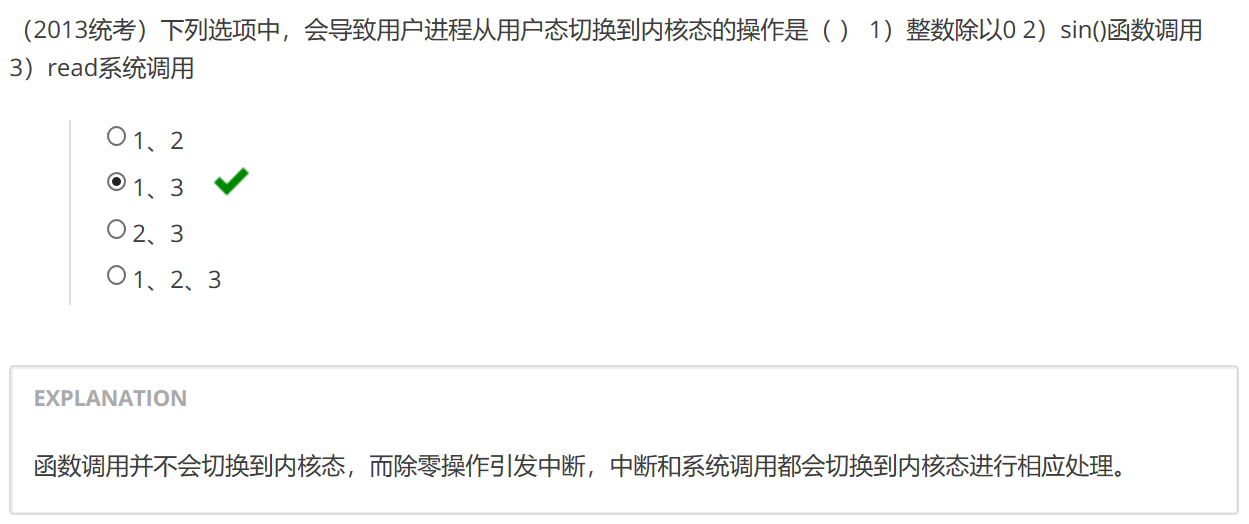 （2013统考）下列选项中，会导致用户进程从用户态切换到内核态的操作是（ ） 1）整数除以0 2）sin()函数调用
3）read系统调用
1、2
1、3
2、3
1、2、3
EXPLANATION
函数调用并不会切换到内核态，而除零操作引发中断，中断和系统调用都会切换到内核态进行相应处理。